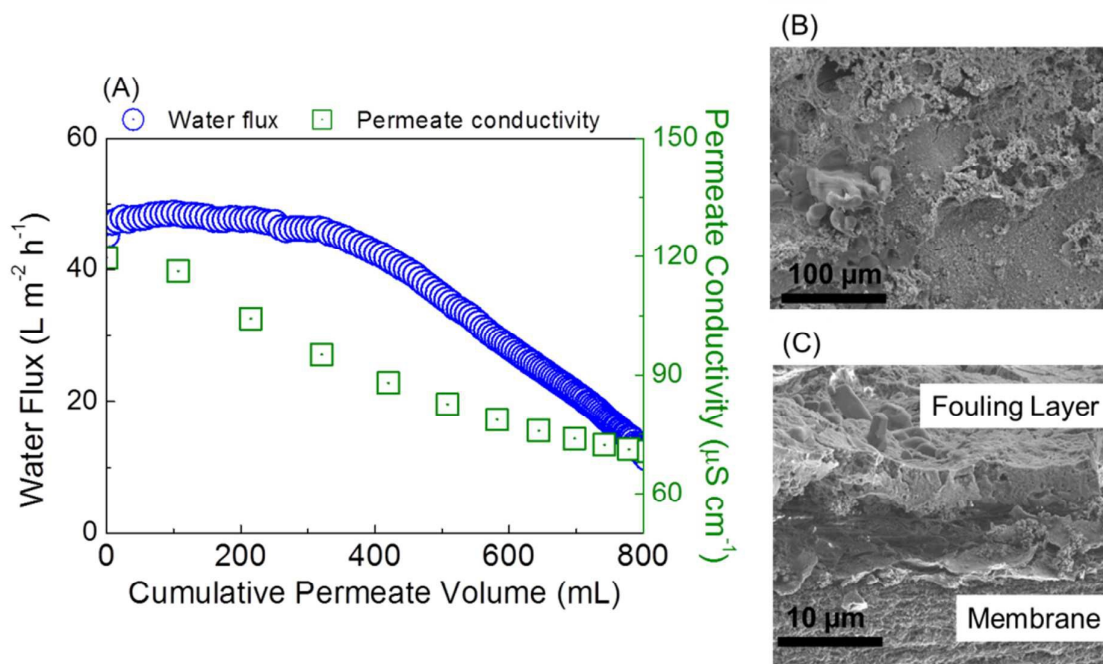 (A)
Water flux
Permeate conductivity
60
40
20
0
Water Flux (L m⁻² h⁻¹)
0
200
400
600
800
Cumulative Permeate Volume (mL)
150
120
90
60
Permeate Conductivity (μS cm⁻¹)
(B)
100 µm
(C)
Fouling Layer
10 µm
Membrane